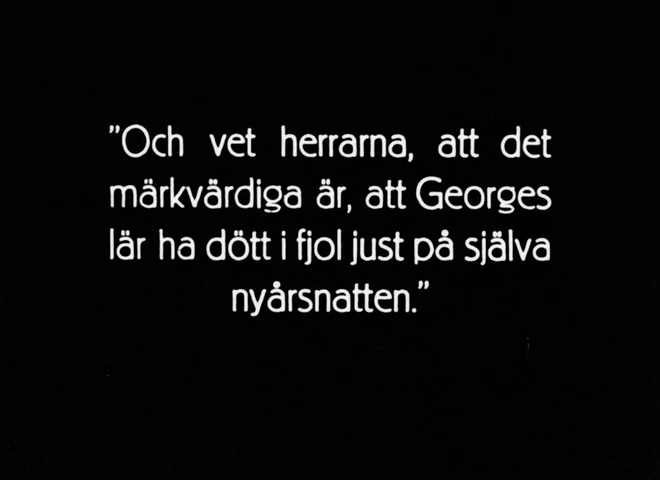 ”Och vet herrarna, att det
märkvärdiga är, att Georges
lär ha dött i fjol just på själva
nyårsnatten.”